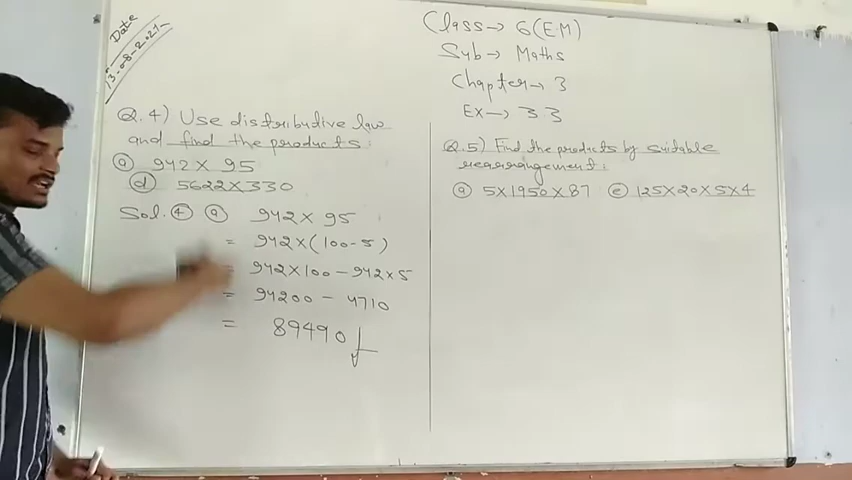 Date
13-08-2021
Class → 6(E.M)
Sub → Maths
Chapter → 3
Ex → 3 3
Q.4) Use distributive law
and find the products:
(a) 942 × 95
(d) 5622×330
Sol. (4) (a) 942 × 95
= 942×(100-5)
= 942×100 - 942×5
= 94200 - 4710
= 89490
Q.5) Find the products by suitable
rearrangement:
(a) 5×1950×87 (e) 125×20×5×4